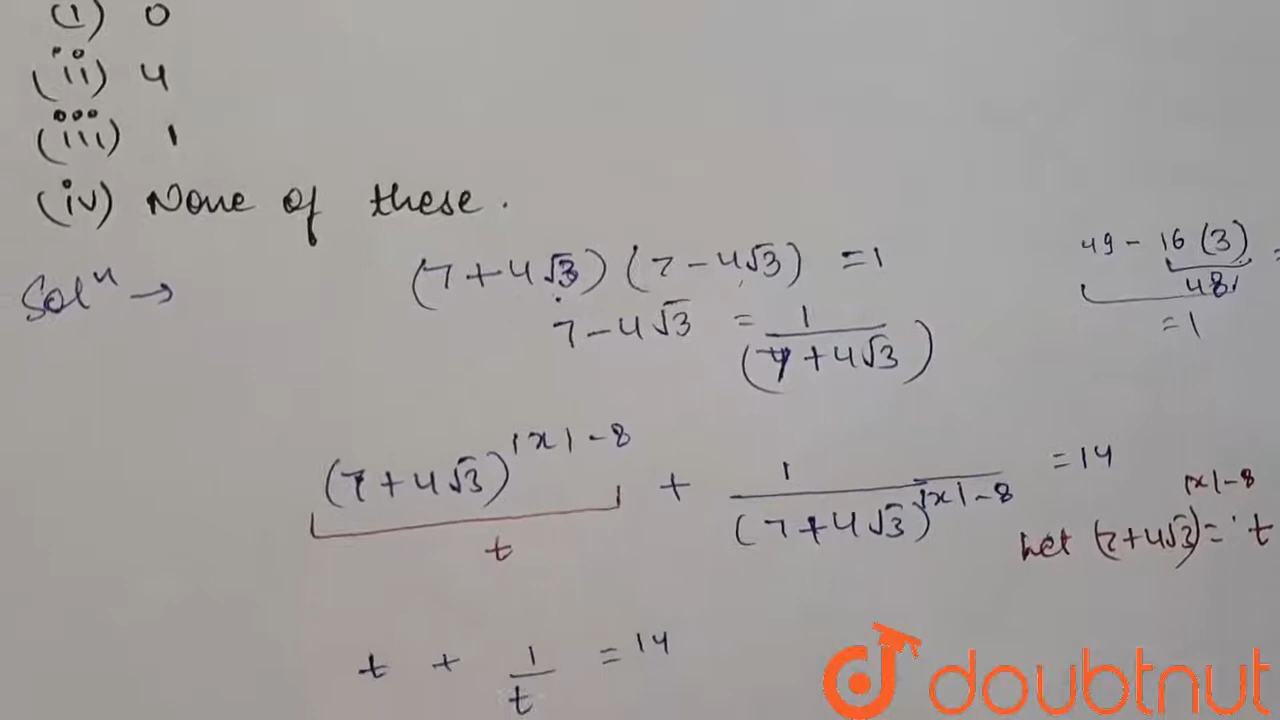 (i) 0
(ii) 4
(iii) 1
(iv) None of these.
Solⁿ → (7+4√3) (7-4√3) = 1
49 - 16 (3) =
48
= 1
7-4√3 = 1/(7+4√3)
(7+4√3)^|x|-8 + 1/(7+4√3)^|x|-8 = 14
t
let (7+4√3)^|x|-8 = t
t + 1/t = 14
doubtnut